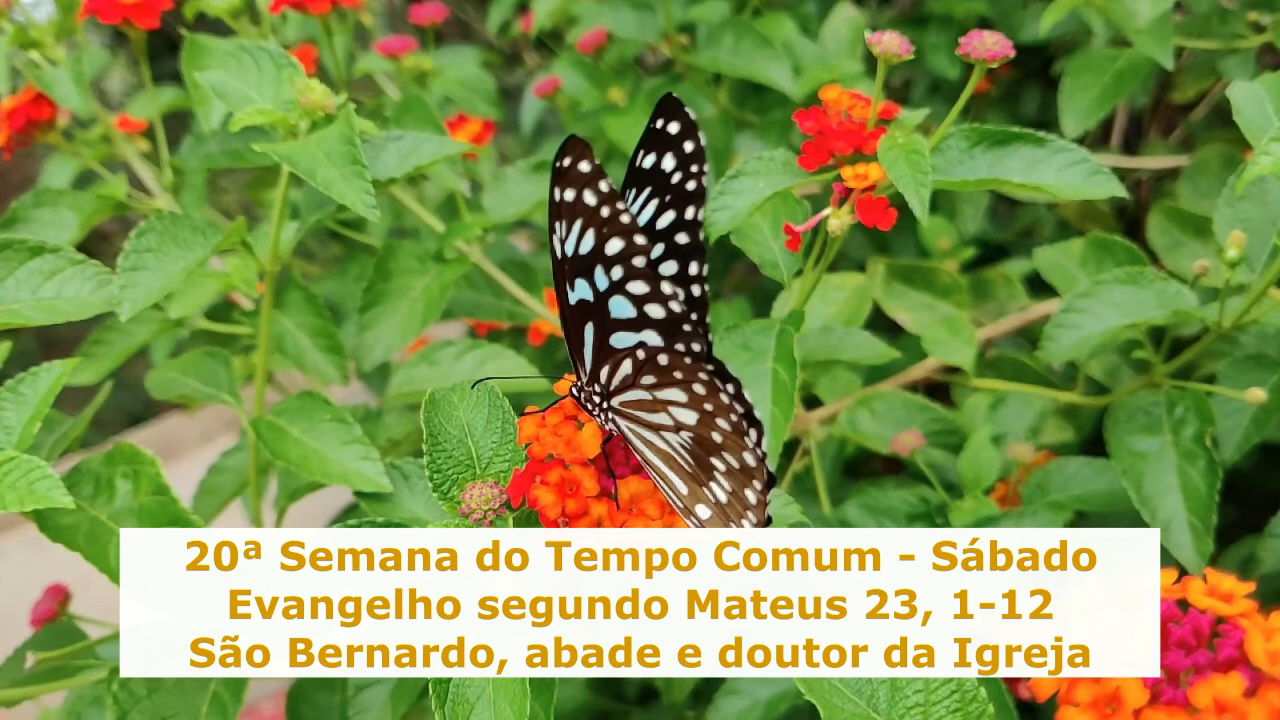 20ª Semana do Tempo Comum - Sábado
Evangelho segundo Mateus 23, 1-12
São Bernardo, abade e doutor da Igreja